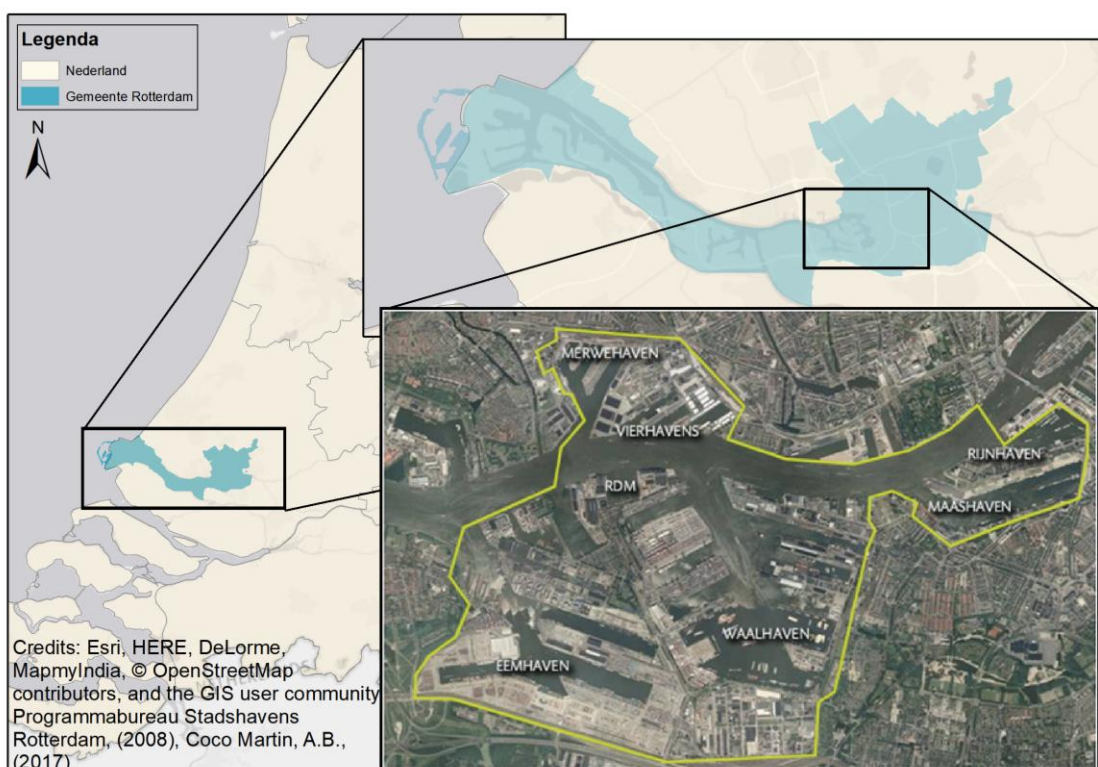 Legenda
Nederland
Gemeente Rotterdam
N
MERWEHAVEN
VIERHAVENS
RDM
RIJNHAVEN
MAASHAVEN
WAALHAVEN
EEMHAVEN
Credits: Esri, HERE, DeLorme,
MapmyIndia, © OpenStreetMap
contributors, and the GIS user community
Programmabureau Stadshavens
Rotterdam, (2008), Coco Martin, A.B.,
(2017)